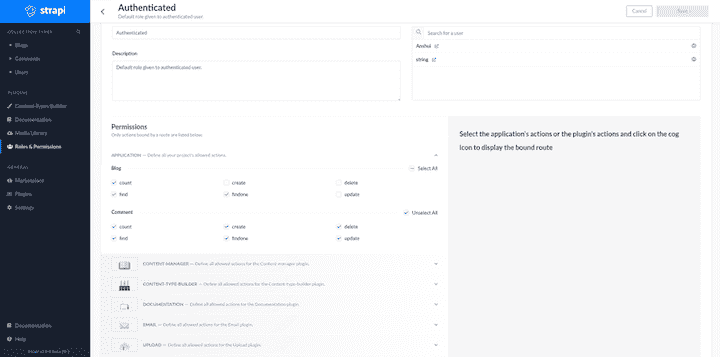 strapi
Authenticated
Default role given to authenticated user.
Cancel
Save
Blogs
Comments
Users
Content-Types Builder
Documentation
Media Library
Roles & Permissions
Marketplace
Plugins
Settings
Documentation
Help
Authenticated
Description
Default role given to authenticated user.
Search for a user
string
Permissions
Only actions bound by a route are listed below.
APPLICATION — Define all your project's allowed actions.
Blog
Select All
count
create
delete
find
findone
update
Comment
Unselect All
count
create
delete
find
findone
update
CONTENT-MANAGER — Define all allowed actions for the Content-manager plugin.
CONTENT-TYPE-BUILDER — Define all allowed actions for the Content-type-builder plugin.
DOCUMENTATION — Define all allowed actions for the Documentation plugin.
EMAIL — Define all allowed actions for the Email plugin.
UPLOAD — Define all allowed actions for the Upload plugin.
Select the application's actions or the plugin's actions and click on the cog
icon to display the bound route